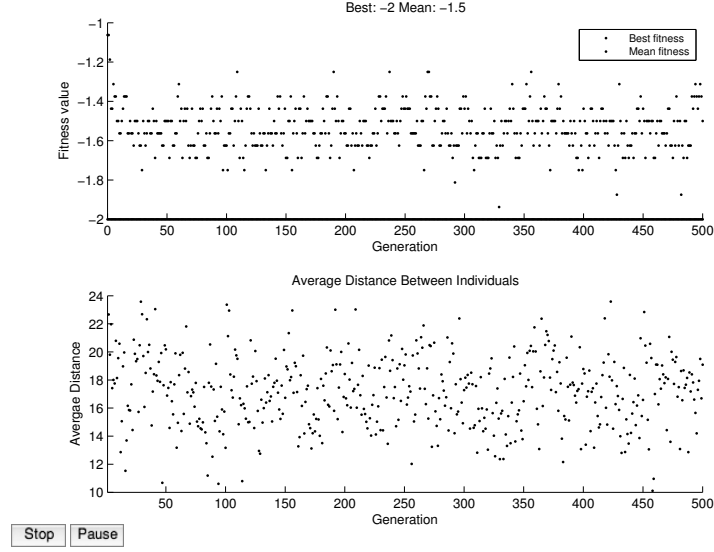 Best: −2 Mean: −1.5
−1
−1.2
−1.4
−1.6
−1.8
−2
Fitness value
Best fitness
Mean fitness
0 50 100 150 200 250 300 350 400 450 500
Generation
Average Distance Between Individuals
24
22
20
18
16
14
12
10
Avergae Distance
50 100 150 200 250 300 350 400 450 500
Generation
Stop Pause